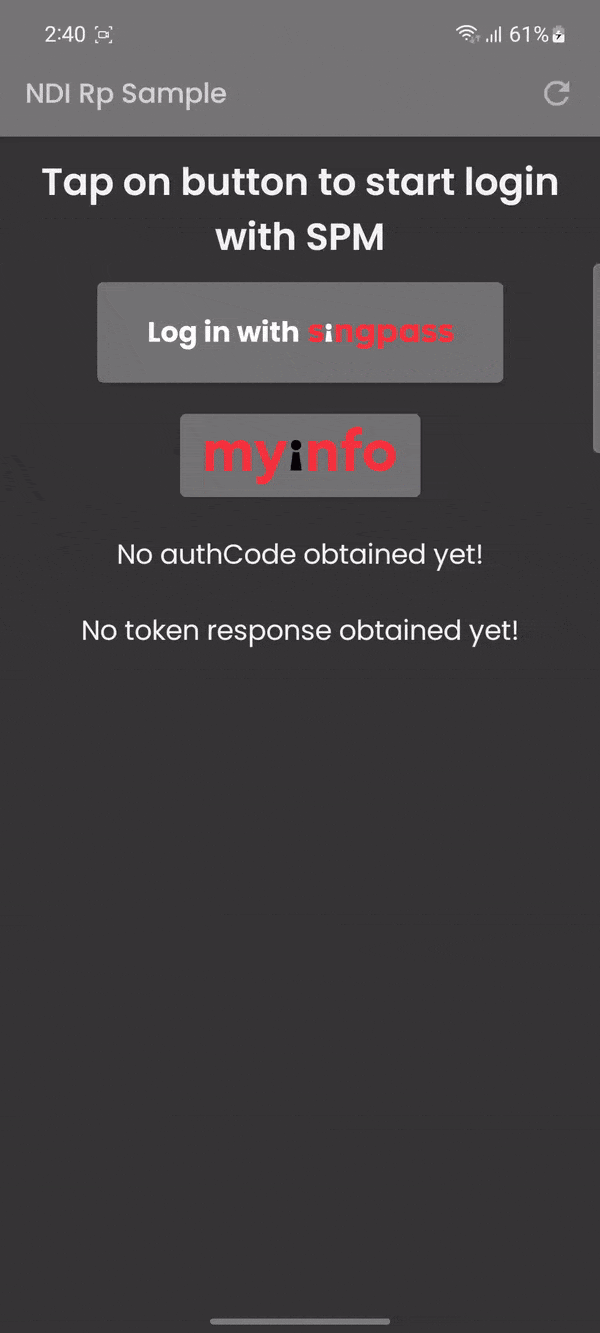 2:40 61%
NDI Rp Sample
Tap on button to start login
with SPM
Log in with singpass
myinfo
No authCode obtained yet!
No token response obtained yet!